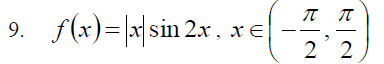 9. f(x)=|x|sin 2x, x∈(-π/2, π/2)